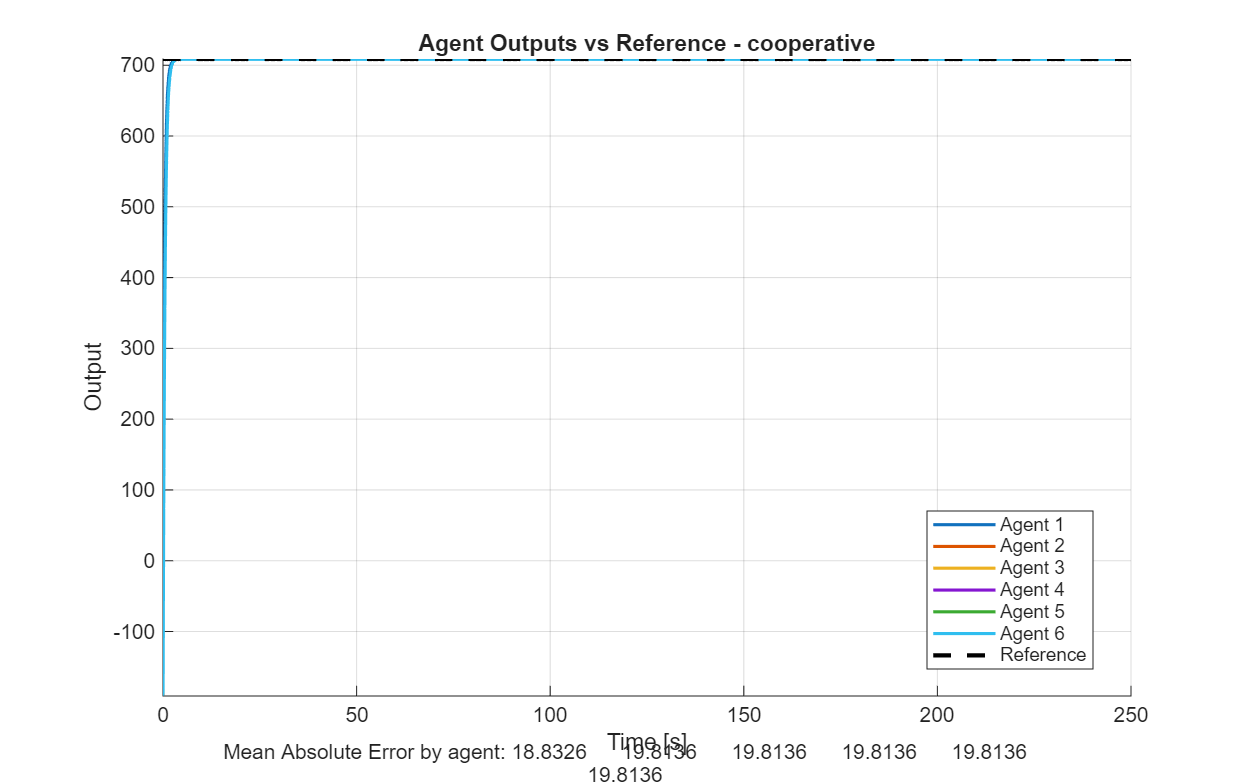 Agent Outputs vs Reference - cooperative
700
600
500
400
300
200
100
0
-100
Output
Agent 1
Agent 2
Agent 3
Agent 4
Agent 5
Agent 6
Reference
0 50 100 150 200 250
Time [s]
Mean Absolute Error by agent: 18.8326 19.8136 19.8136 19.8136 19.8136
19.8136